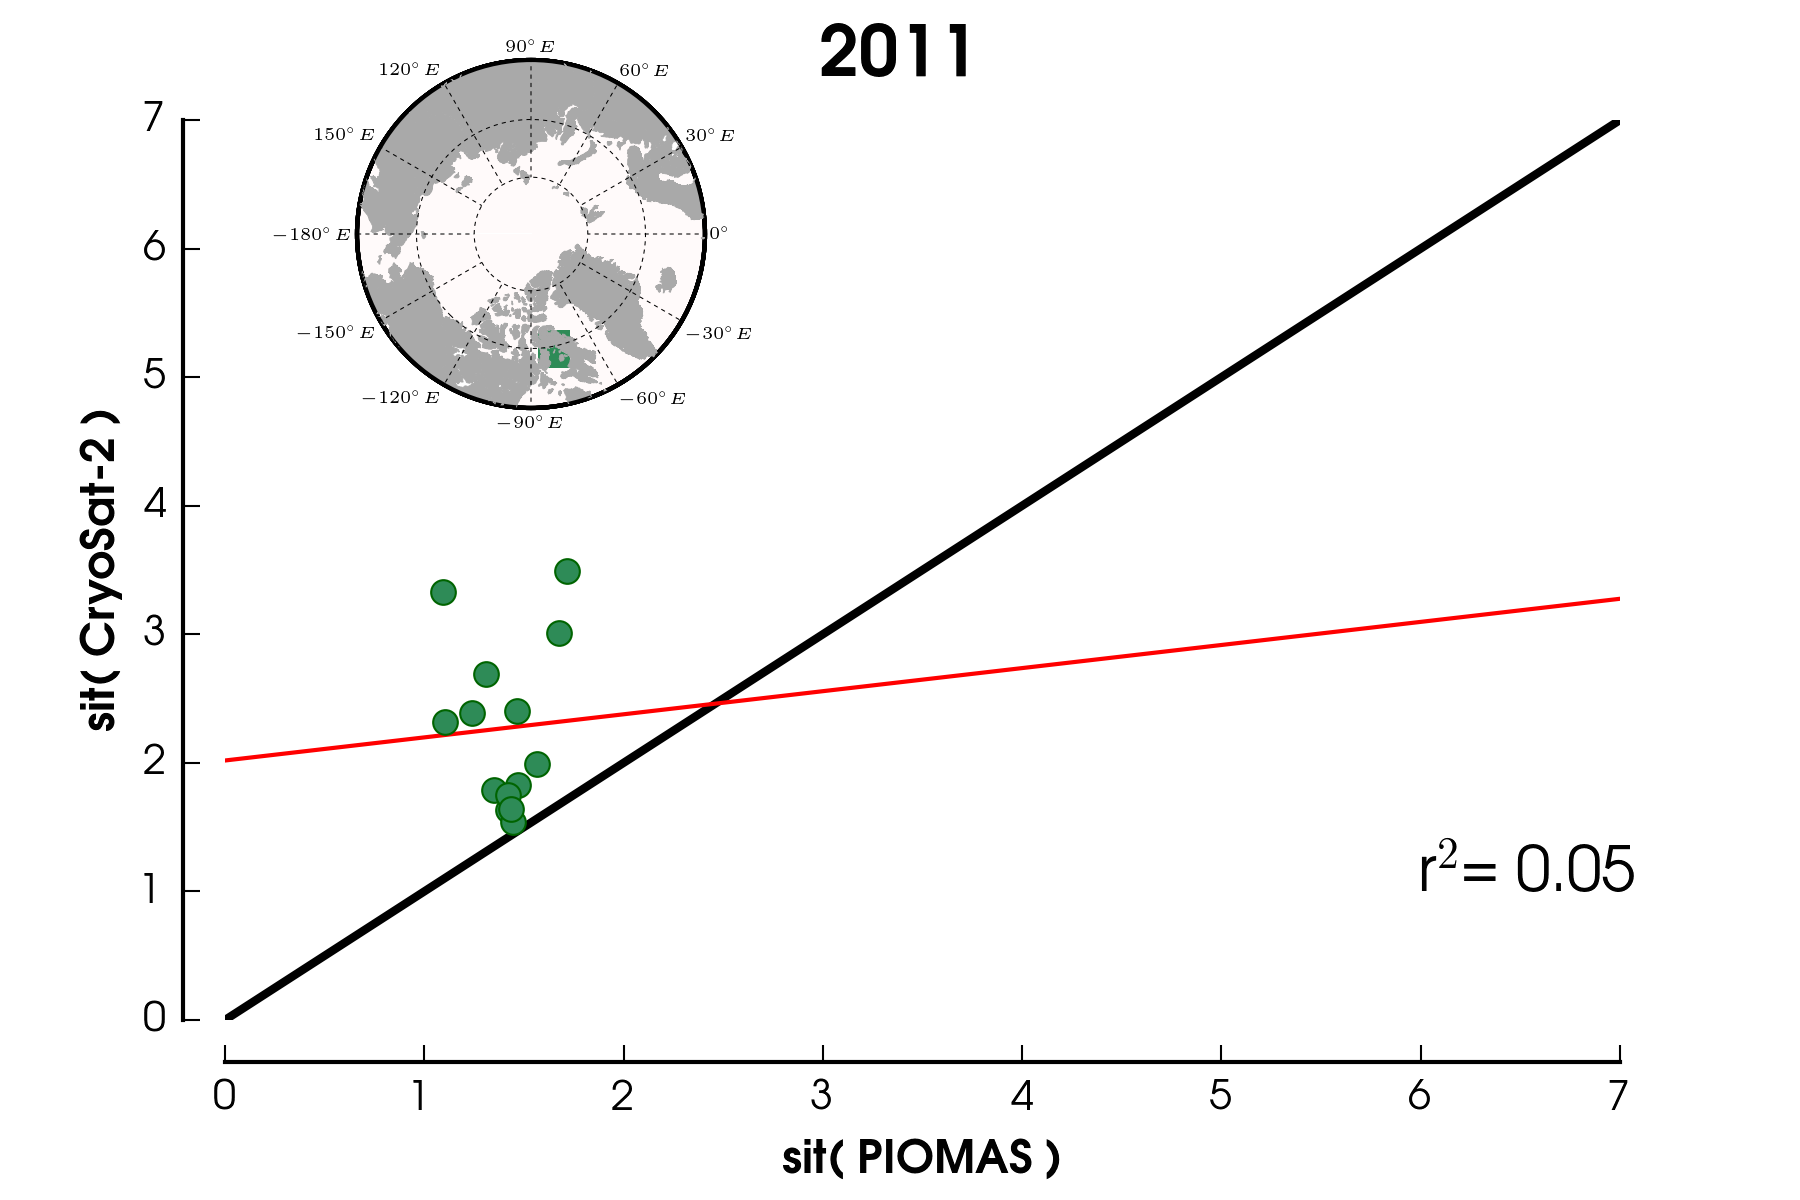 2011
90° E
120° E
60° E
150° E
30° E
−180° E
0°
−150° E
−30° E
−120° E
−60° E
−90° E
7
6
5
4
3
2
1
0
sit( CryoSat-2 )
r²= 0.05
0 1 2 3 4 5 6 7
sit( PIOMAS )